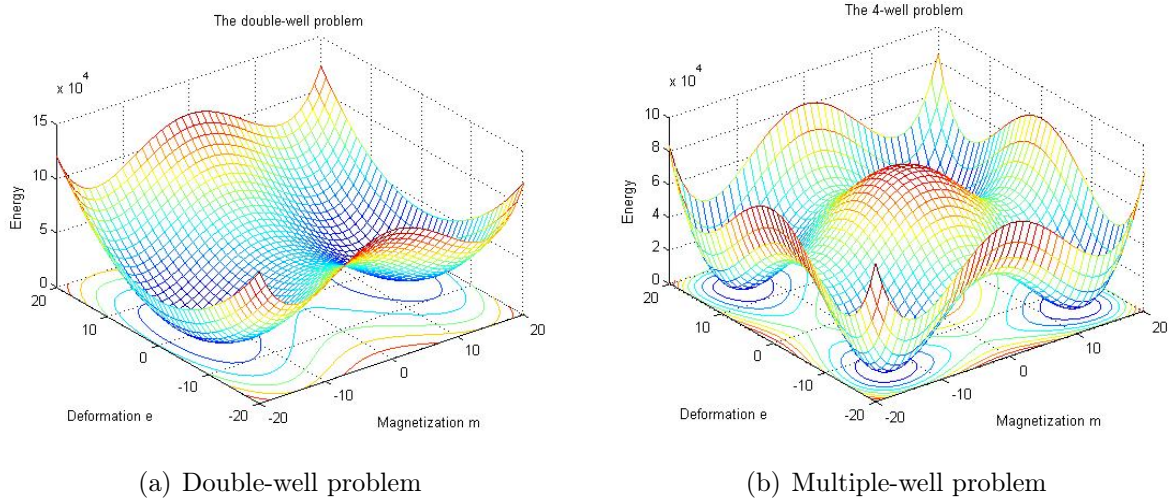 The double-well problem
x 10^4
15
10
5
0
Energy
20
10
0
-10
-20
Deformation e
-20
-10
0
10
20
Magnetization m
(a) Double-well problem
The 4-well problem
x 10^4
10
8
6
4
2
0
Energy
20
10
0
-10
-20
Deformation e
-20
-10
0
10
20
Magnetization m
(b) Multiple-well problem